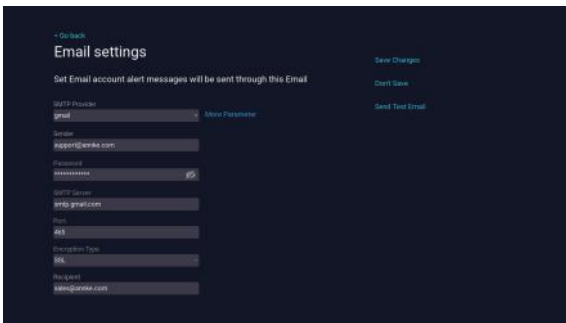 < Go back
Email settings
Set Email account alert messages will be sent through this Email
SMTP Provider
gmail
More Parameter
Sender
support@annke.com
Password
************
SMTP Server
smtp.gmail.com
Port
465
Encryption Type
SSL
Recipient
sales@annke.com
Save Changes
Don't Save
Send Test Email